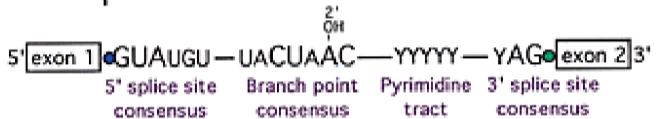 2'
OH
5' exon 1 GUAUGU — UACUAAC — YYYYY — YAG exon 2 3'
5' splice site Branch point Pyrimidine 3' splice site
consensus consensus tract consensus